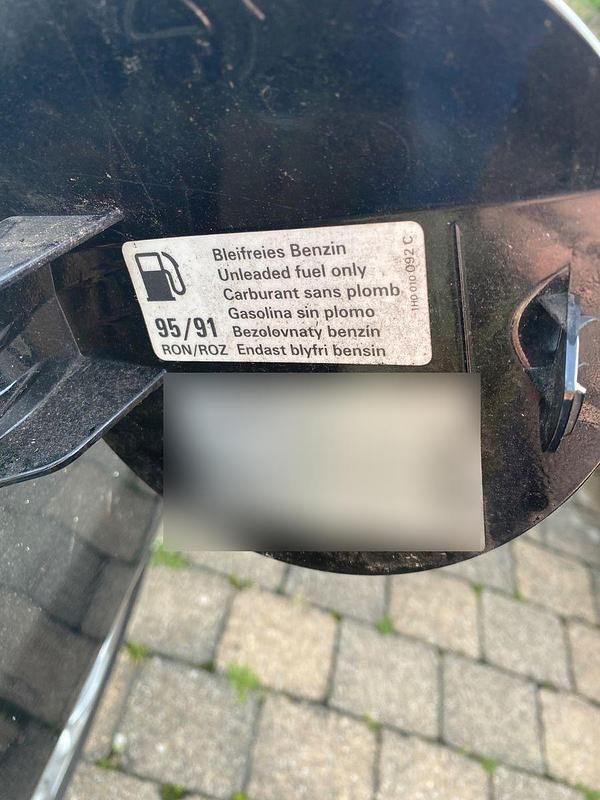 Bleifreies Benzin
Unleaded fuel only
Carburant sans plomb
Gasolina sin plomo
95/91 Bezolovnaty benzin
RON/ROZ Endast blyfri bensin
1H0 010 092 C